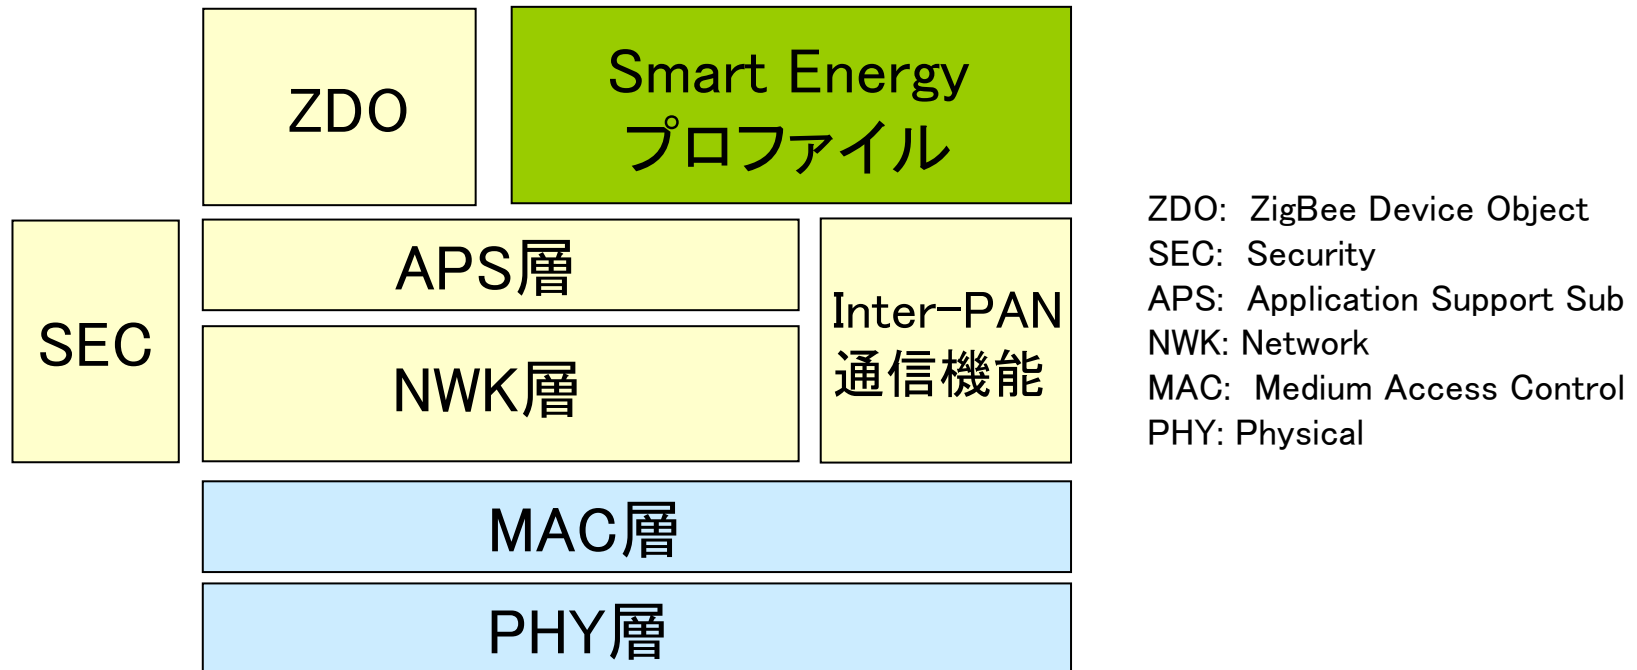 ZDO
Smart Energy
プロファイル
SEC
APS層
NWK層
Inter-PAN
通信機能
MAC層
PHY層
ZDO: ZigBee Device Object
SEC: Security
APS: Application Support Sub
NWK: Network
MAC: Medium Access Control
PHY: Physical